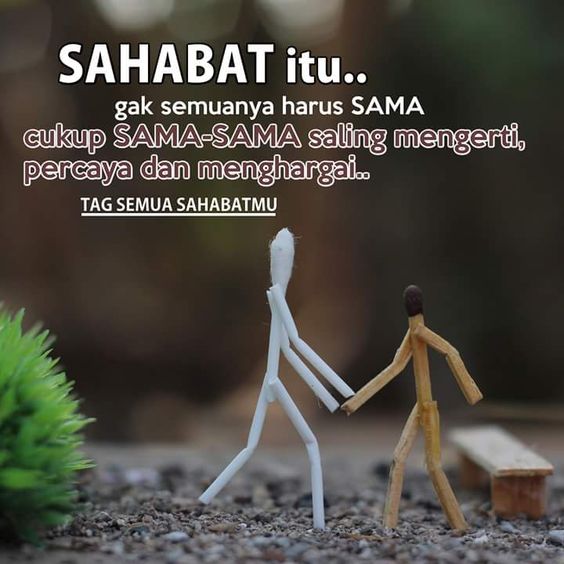 SAHABAT itu..
gak semuanya harus SAMA
cukup SAMA-SAMA saling mengerti,
percaya dan menghargai..
TAG SEMUA SAHABATMU